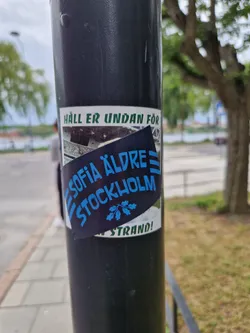 HÅLL ER UNDAN FÖR
SOFIA ÄLDRE
STOCKHOLM
STRAND!